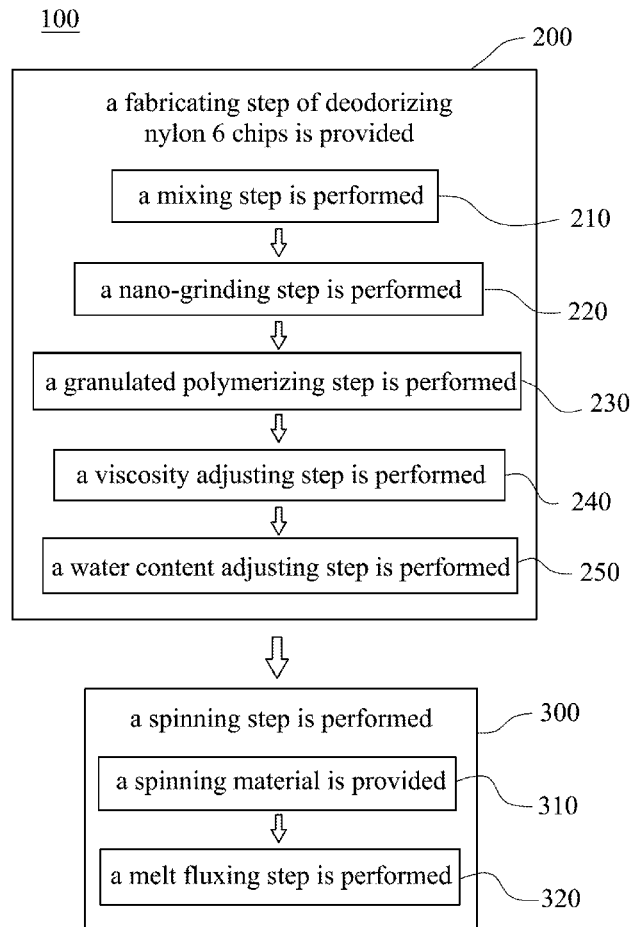 100
200
a fabricating step of deodorizing
nylon 6 chips is provided
a mixing step is performed
210
a nano-grinding step is performed
220
a granulated polymerizing step is performed
230
a viscosity adjusting step is performed
240
a water content adjusting step is performed
250
a spinning step is performed
300
a spinning material is provided
310
a melt fluxing step is performed
320